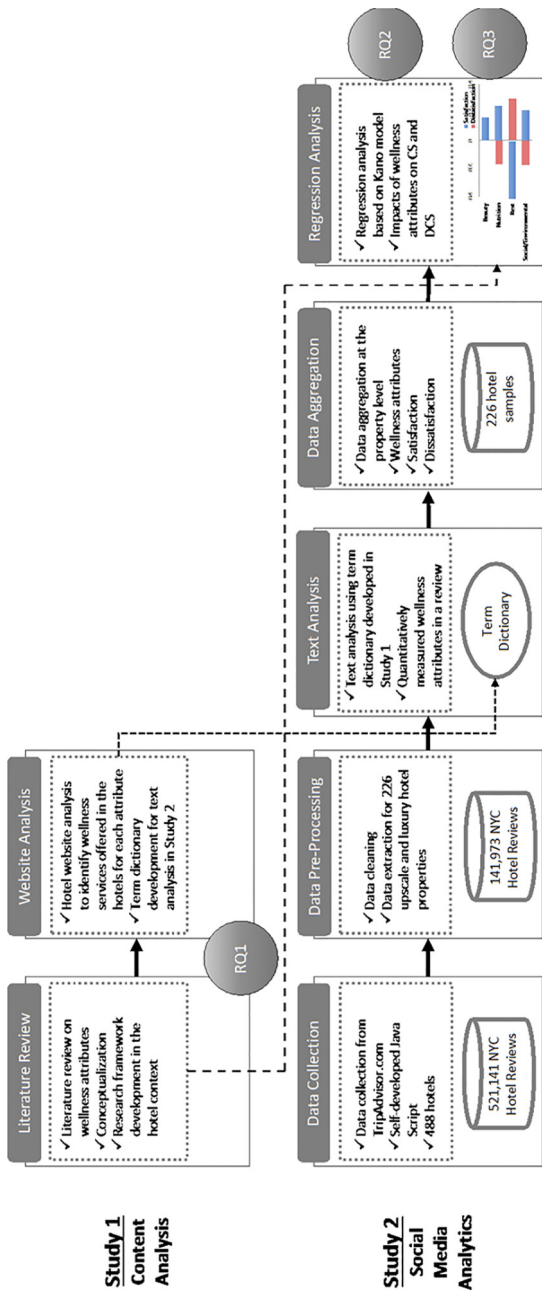 Study 1
Content
Analysis
Literature Review
✓ Literature review on
wellness attributes
✓ Conceptualization
✓ Research framework
development in the
hotel context
RQ1
Website Analysis
✓ Hotel website analysis
to identify wellness
services offered in the
hotels for each attribute
✓ Term dictionary
development for text
analysis in Study 2
Study 2
Social
Media
Analytics
Data Collection
✓ Data collection from
TripAdvisor.com
✓ Self-developed Java
Script
✓ 488 hotels
521,141 NYC
Hotel Reviews
Data Pre-Processing
✓ Data cleaning
✓ Data extraction for 226
upscale and luxury hotel
properties
141,973 NYC
Hotel Reviews
Text Analysis
✓ Text analysis using term
dictionary developed in
Study 1
✓ Quantitatively
measured wellness
attributes in a review
Term
Dictionary
Data Aggregation
✓ Data aggregation at the
property level
✓ Wellness attributes
✓ Satisfaction
✓ Dissatisfaction
226 hotel
samples
Regression Analysis
✓ Regression analysis
based on Kano model
✓ Impacts of wellness
attributes on CS and
DCS
RQ2
RQ3
Satisfaction
Dissatisfaction
Beauty
Nutrition
Rest
Social/Environmental